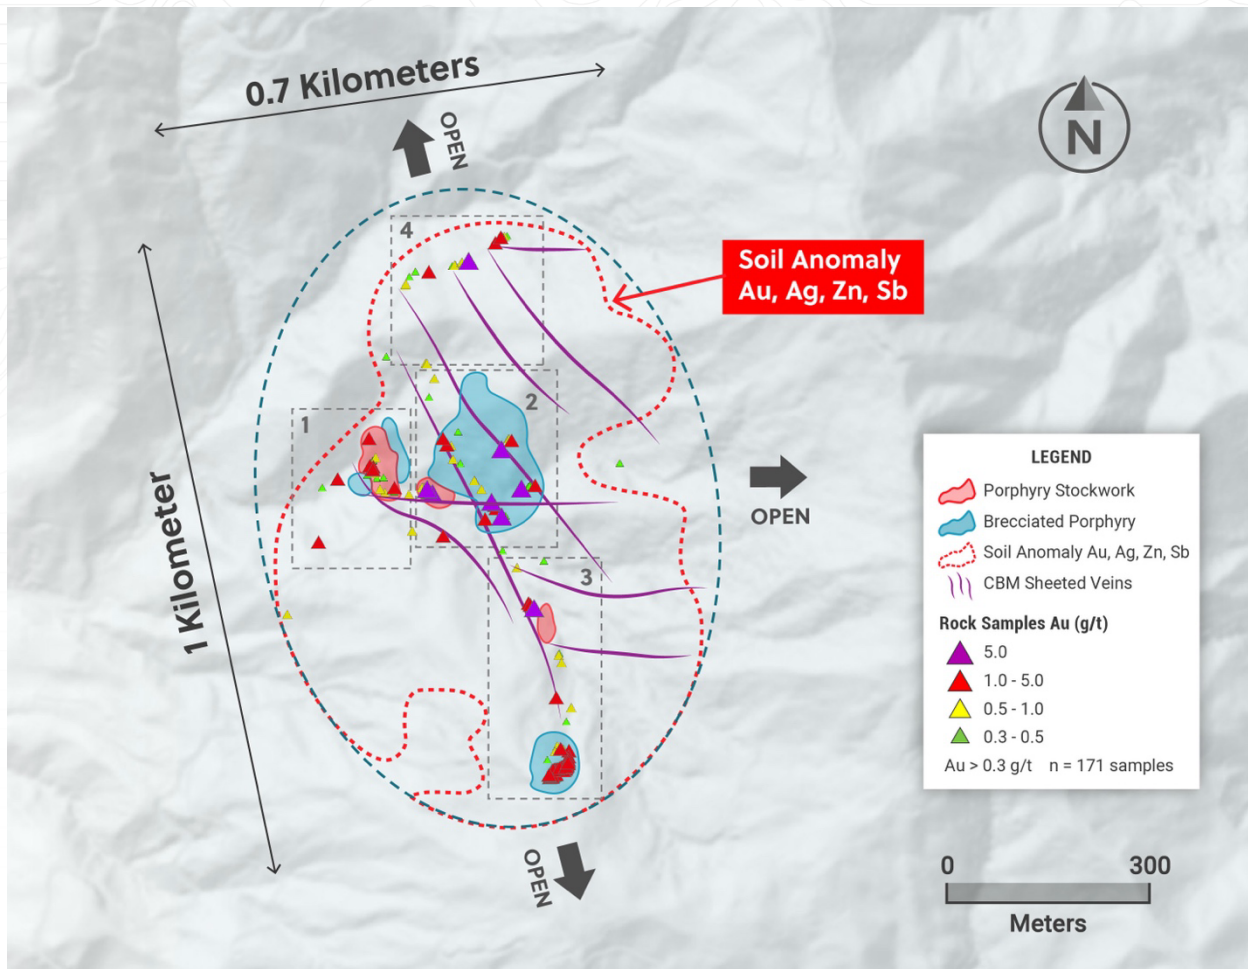 0.7 Kilometers
OPEN
N
4
Soil Anomaly
Au, Ag, Zn, Sb
1 Kilometer
2
1
OPEN
3
OPEN
LEGEND
Porphyry Stockwork
Brecciated Porphyry
Soil Anomaly Au, Ag, Zn, Sb
CBM Sheeted Veins
Rock Samples Au (g/t)
5.0
1.0 - 5.0
0.5 - 1.0
0.3 - 0.5
Au > 0.3 g/t n = 171 samples
0 300
Meters